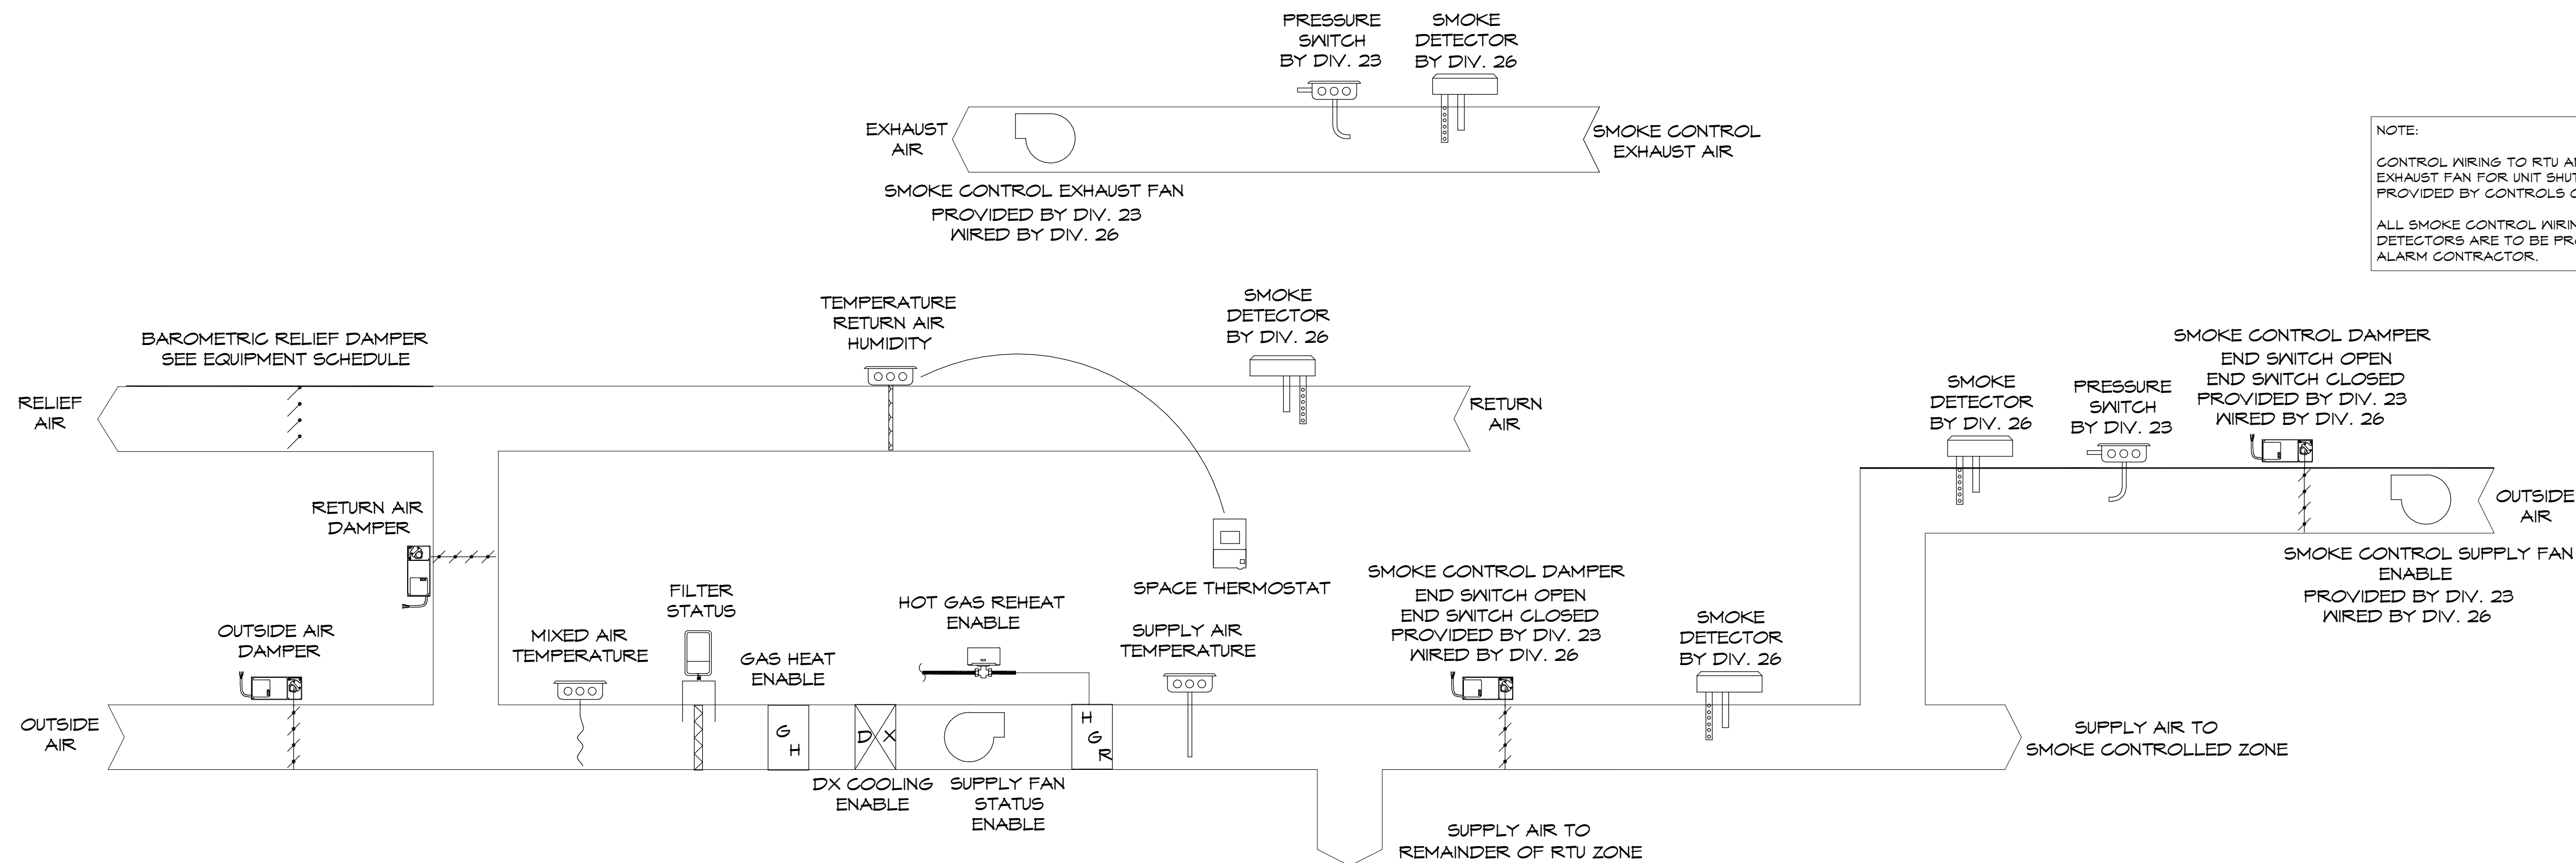 PRESSURE
SWITCH
BY DIV. 23
SMOKE
DETECTOR
BY DIV. 26
EXHAUST
AIR
SMOKE CONTROL
EXHAUST AIR
SMOKE CONTROL EXHAUST FAN
PROVIDED BY DIV. 23
WIRED BY DIV. 26
NOTE:
CONTROL WIRING TO RTU
EXHAUST FAN FOR UNIT
PROVIDED BY CONTROLS
ALL SMOKE CONTROL
DETECTORS ARE TO BE
ALARM CONTRACTOR.
BAROMETRIC RELIEF DAMPER
SEE EQUIPMENT SCHEDULE
TEMPERATURE
RETURN AIR
HUMIDITY
SMOKE
DETECTOR
BY DIV. 26
RELIEF
AIR
RETURN
AIR
SMOKE
DETECTOR
BY DIV. 26
PRESSURE
SWITCH
BY DIV. 23
SMOKE CONTROL DAMPER
END SWITCH OPEN
END SWITCH CLOSED
PROVIDED BY DIV. 23
WIRED BY DIV. 26
OUTSIDE
AIR
SMOKE CONTROL SUPPLY FAN
ENABLE
PROVIDED BY DIV. 23
WIRED BY DIV. 26
RETURN AIR
DAMPER
SPACE THERMOSTAT
OUTSIDE AIR
DAMPER
MIXED AIR
TEMPERATURE
FILTER
STATUS
GAS HEAT
ENABLE
HOT GAS REHEAT
ENABLE
SUPPLY AIR
TEMPERATURE
SMOKE CONTROL DAMPER
END SWITCH OPEN
END SWITCH CLOSED
PROVIDED BY DIV. 23
WIRED BY DIV. 26
SMOKE
DETECTOR
BY DIV. 26
OUTSIDE
AIR
G
H
D X
H
G
R
DX COOLING
ENABLE
SUPPLY FAN
STATUS
ENABLE
SUPPLY AIR TO
SMOKE CONTROLLED ZONE
SUPPLY AIR TO
REMAINDER OF RTU ZONE